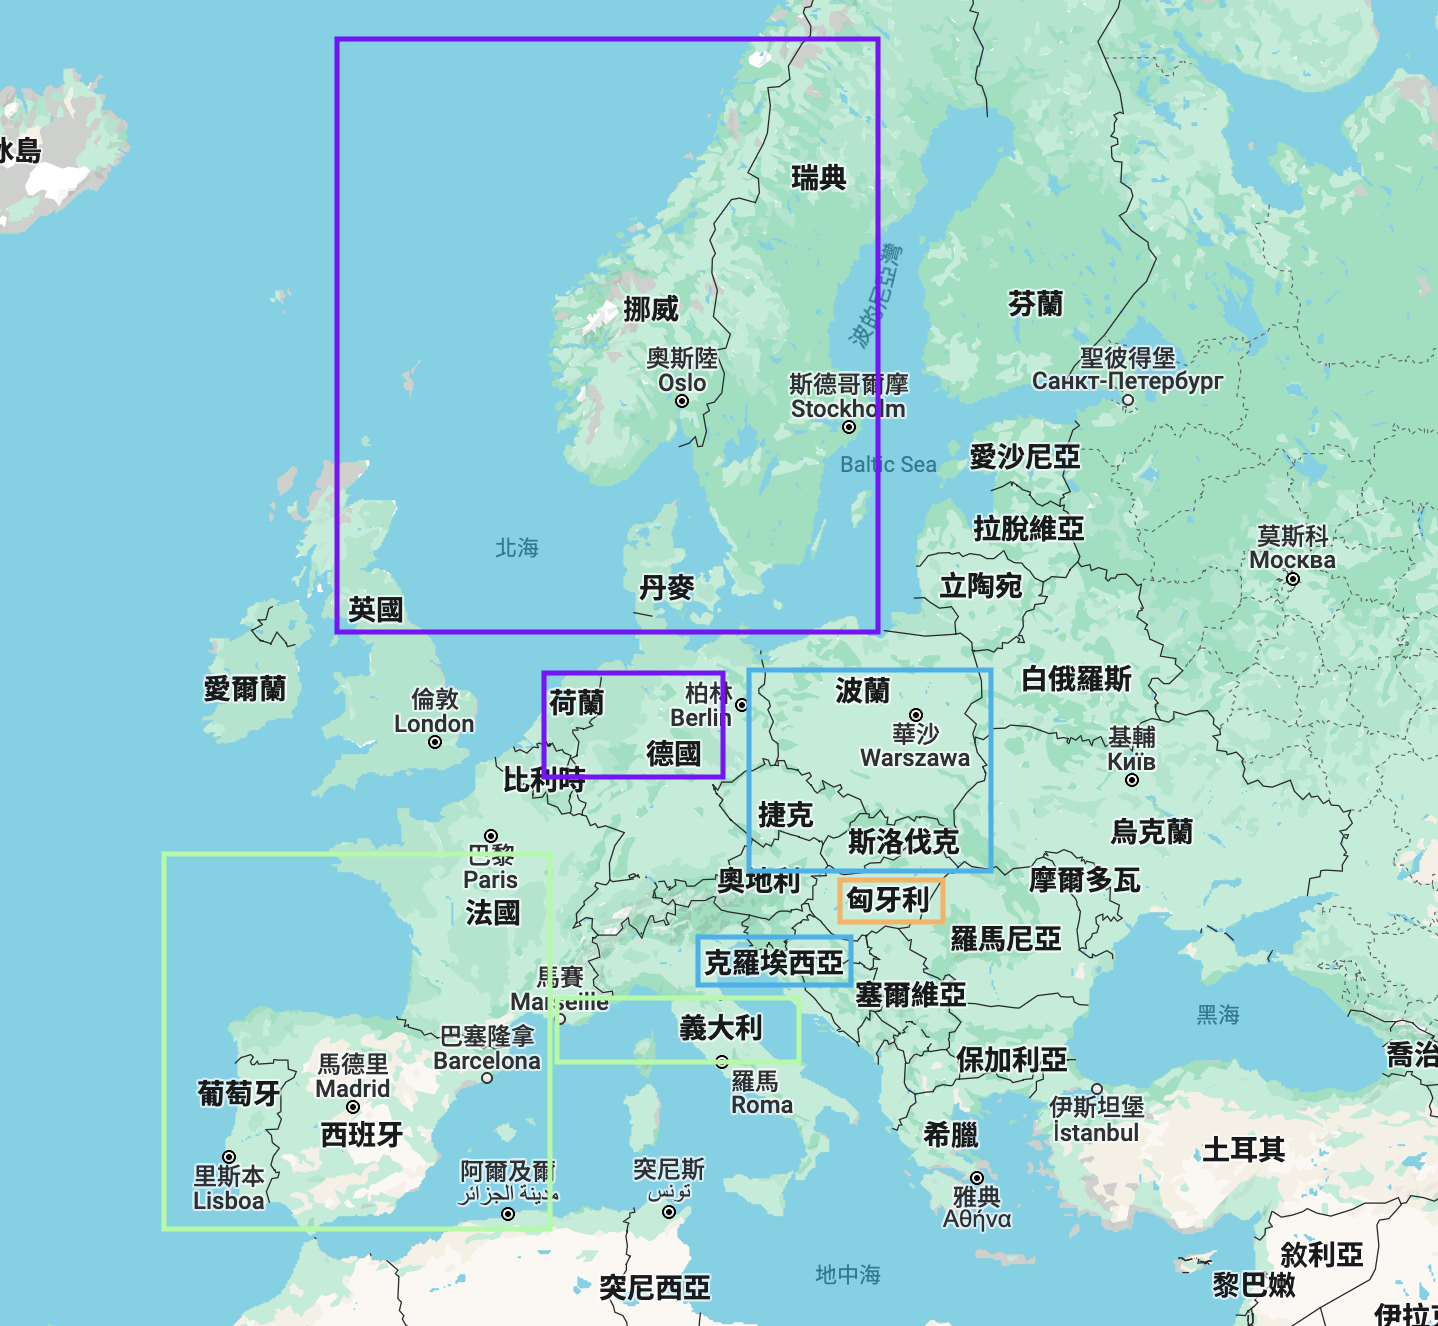 冰島
瑞典
波的尼亞灣
挪威
芬蘭
奧斯陸
Oslo
斯德哥爾摩
Stockholm
聖彼得堡
Санкт-Петербург
Baltic Sea
愛沙尼亞
拉脫維亞
北海
莫斯科
Москва
丹麥
立陶宛
英國
愛爾蘭
倫敦
London
荷蘭
柏林
Berlin
德國
波蘭
華沙
Warszawa
白俄羅斯
基輔
Київ
比利時
捷克
斯洛伐克
烏克蘭
巴黎
Paris
法國
奧地利
匈牙利
摩爾多瓦
羅馬尼亞
克羅埃西亞
馬賽
Marseille
塞爾維亞
黑海
義大利
巴塞隆拿
Barcelona
保加利亞
喬治
馬德里
Madrid
葡萄牙
西班牙
羅馬
Roma
伊斯坦堡
İstanbul
希臘
土耳其
里斯本
Lisboa
阿爾及爾
مدينة الجزائر
突尼斯
تونس
雅典
Αθήνα
地中海
突尼西亞
敘利亞
黎巴嫩
伊拉克